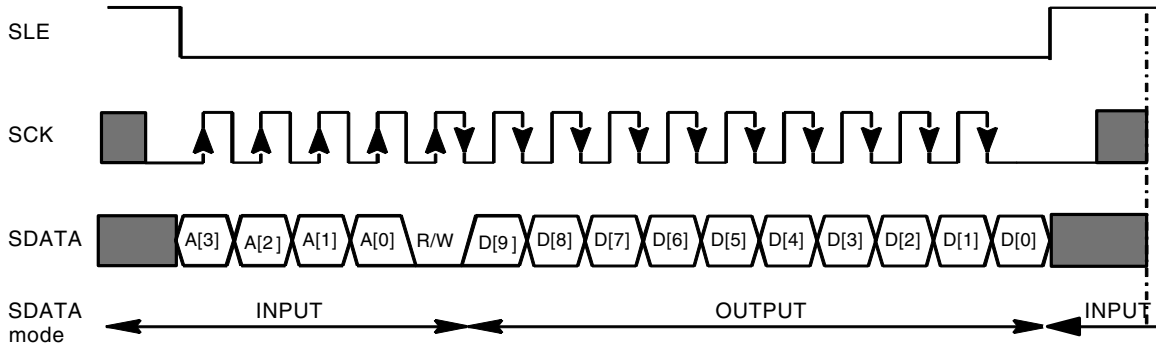 SLE
SCK
SDATA A[3] A[2] A[1] A[0] R/W D[9] D[8] D[7] D[6] D[5] D[4] D[3] D[2] D[1] D[0]
SDATA mode INPUT OUTPUT INPUT